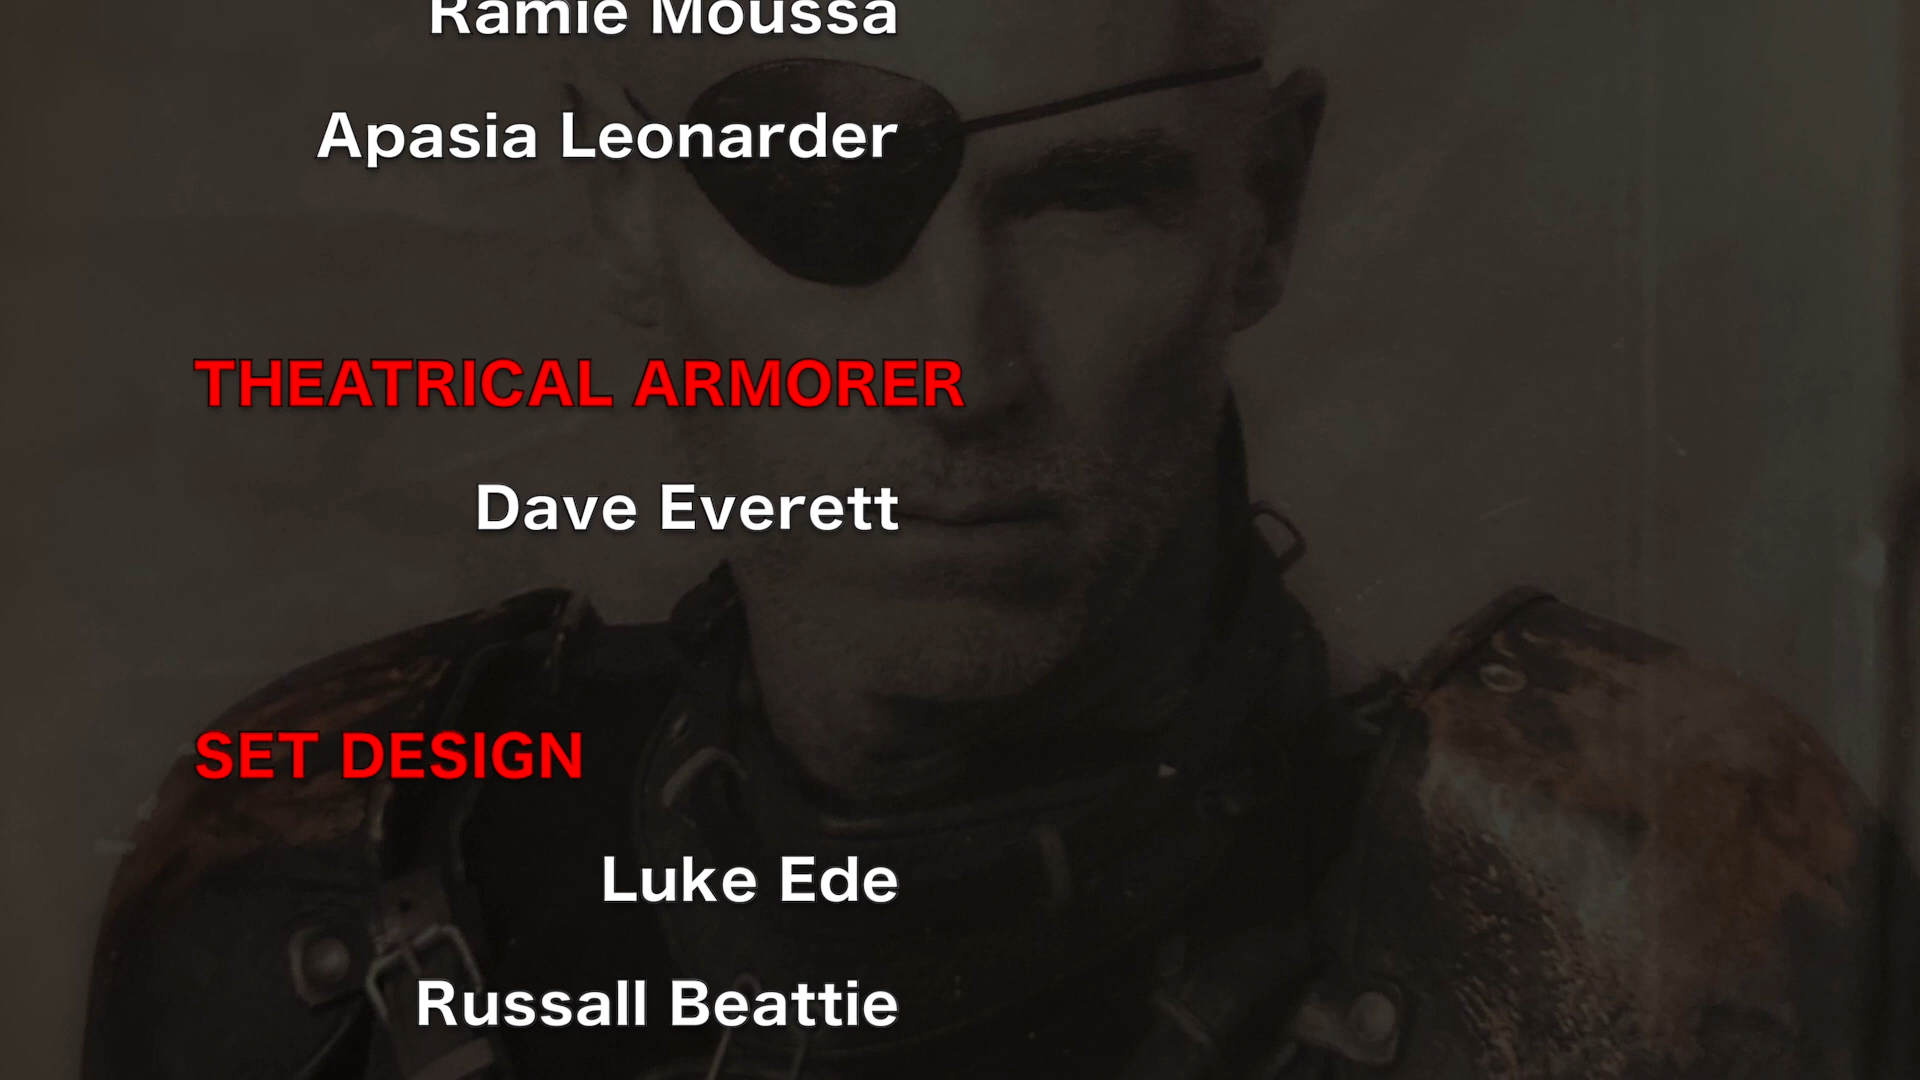 Ramie Moussa
Apasia Leonarder
THEATRICAL ARMORER
Dave Everett
SET DESIGN
Luke Ede
Russall Beattie